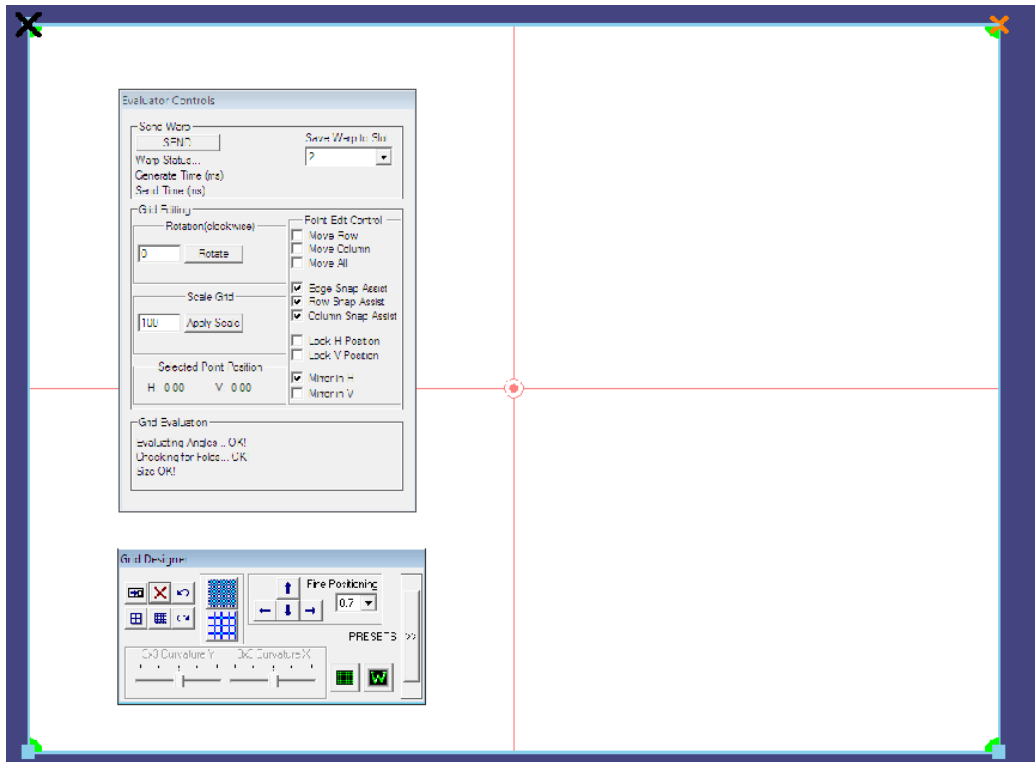 Evaluator Controls
Send Warp
SEND
Save Warp to Slot
2
Warp Status...
Generate Time (ms)
Send Time (ms)
Grid Editing
Rotation(clockwise)
0
Rotate
Point Edit Control
Move Row
Move Column
Move All
Scale Grid
100
Apply Scale
Edge Snap Assist
Row Snap Assist
Column Snap Assist
Lock H Position
Lock V Position
Selected Point Position
H 0.00 V 0.00
Mirror in H
Mirror in V
Grid Evaluation
Evaluating Angles... OK!
Checking for Folds... OK
Size OK!
Grid Designer
Fine Positioning
0.7
PRESETS >>
3x3 Curvature Y 3x3 Curvature X
W